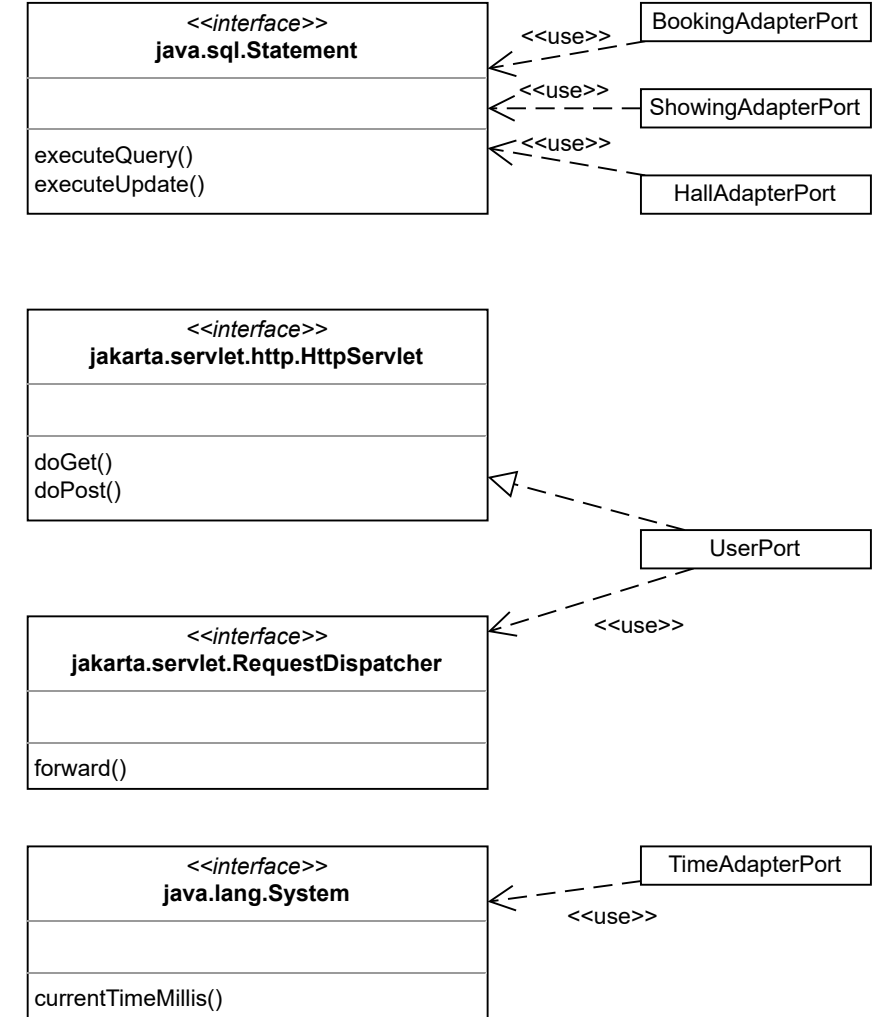 <<interface>>
java.sql.Statement
executeQuery()
executeUpdate()
<<use>>
BookingAdapterPort
<<use>>
ShowingAdapterPort
<<use>>
HallAdapterPort
<<interface>>
jakarta.servlet.http.HttpServlet
doGet()
doPost()
UserPort
<<use>>
<<interface>>
jakarta.servlet.RequestDispatcher
forward()
<<interface>>
java.lang.System
currentTimeMillis()
TimeAdapterPort
<<use>>